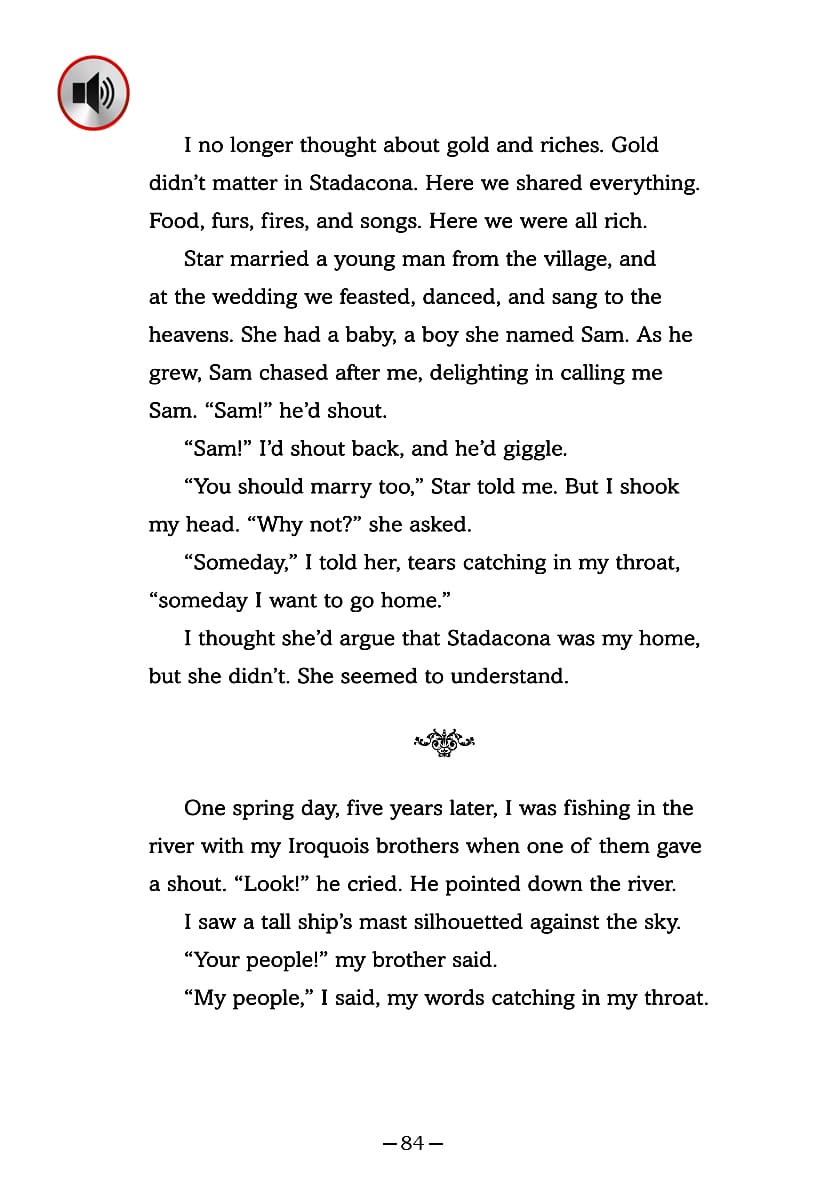 I no longer thought about gold and riches. Gold
didn’t matter in Stadacona. Here we shared everything.
Food, furs, fires, and songs. Here we were all rich.
Star married a young man from the village, and
at the wedding we feasted, danced, and sang to the
heavens. She had a baby, a boy she named Sam. As he
grew, Sam chased after me, delighting in calling me
Sam. “Sam!” he’d shout.
“Sam!” I’d shout back, and he’d giggle.
“You should marry too,” Star told me. But I shook
my head. “Why not?” she asked.
“Someday,” I told her, tears catching in my throat,
“someday I want to go home.”
I thought she’d argue that Stadacona was my home,
but she didn’t. She seemed to understand.
One spring day, five years later, I was fishing in the
river with my Iroquois brothers when one of them gave
a shout. “Look!” he cried. He pointed down the river.
I saw a tall ship’s mast silhouetted against the sky.
“Your people!” my brother said.
“My people,” I said, my words catching in my throat.
—84—